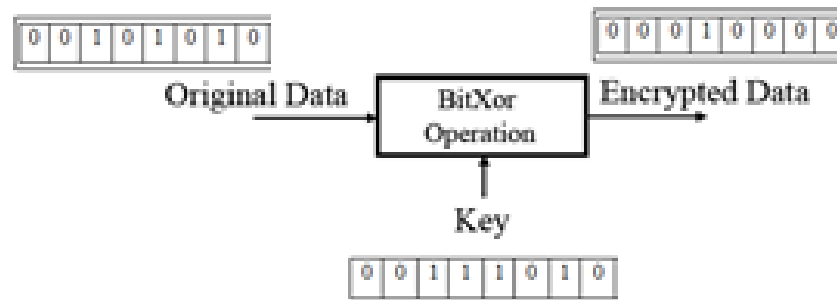 0 0 1 0 1 0 1 0
0 0 0 1 0 0 0 0
Original Data
BitXor
Operation
Encrypted Data
Key
0 0 1 1 1 0 1 0